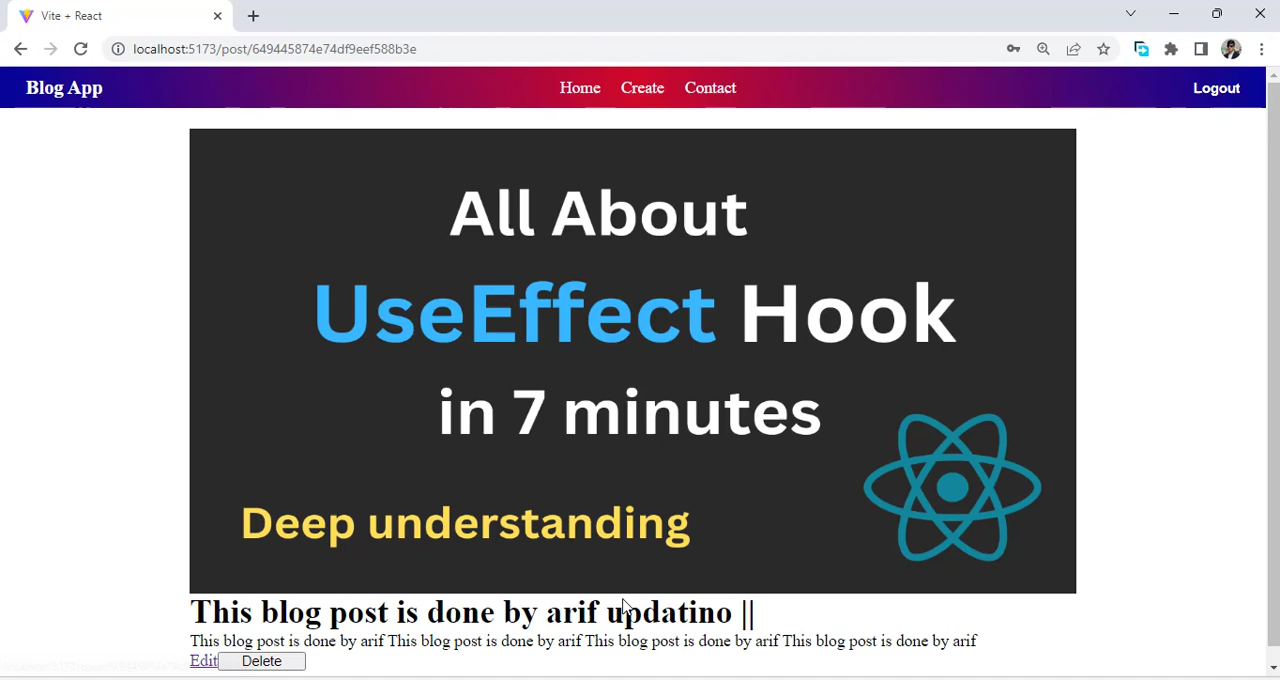 Vite + React
localhost:5173/post/649445874e74df9eef588b3e
Blog App Home Create Contact Logout
All About
UseEffect Hook
in 7 minutes
Deep understanding
This blog post is done by arif updatino ||
This blog post is done by arif This blog post is done by arif This blog post is done by arif This blog post is done by arif
Edit Delete